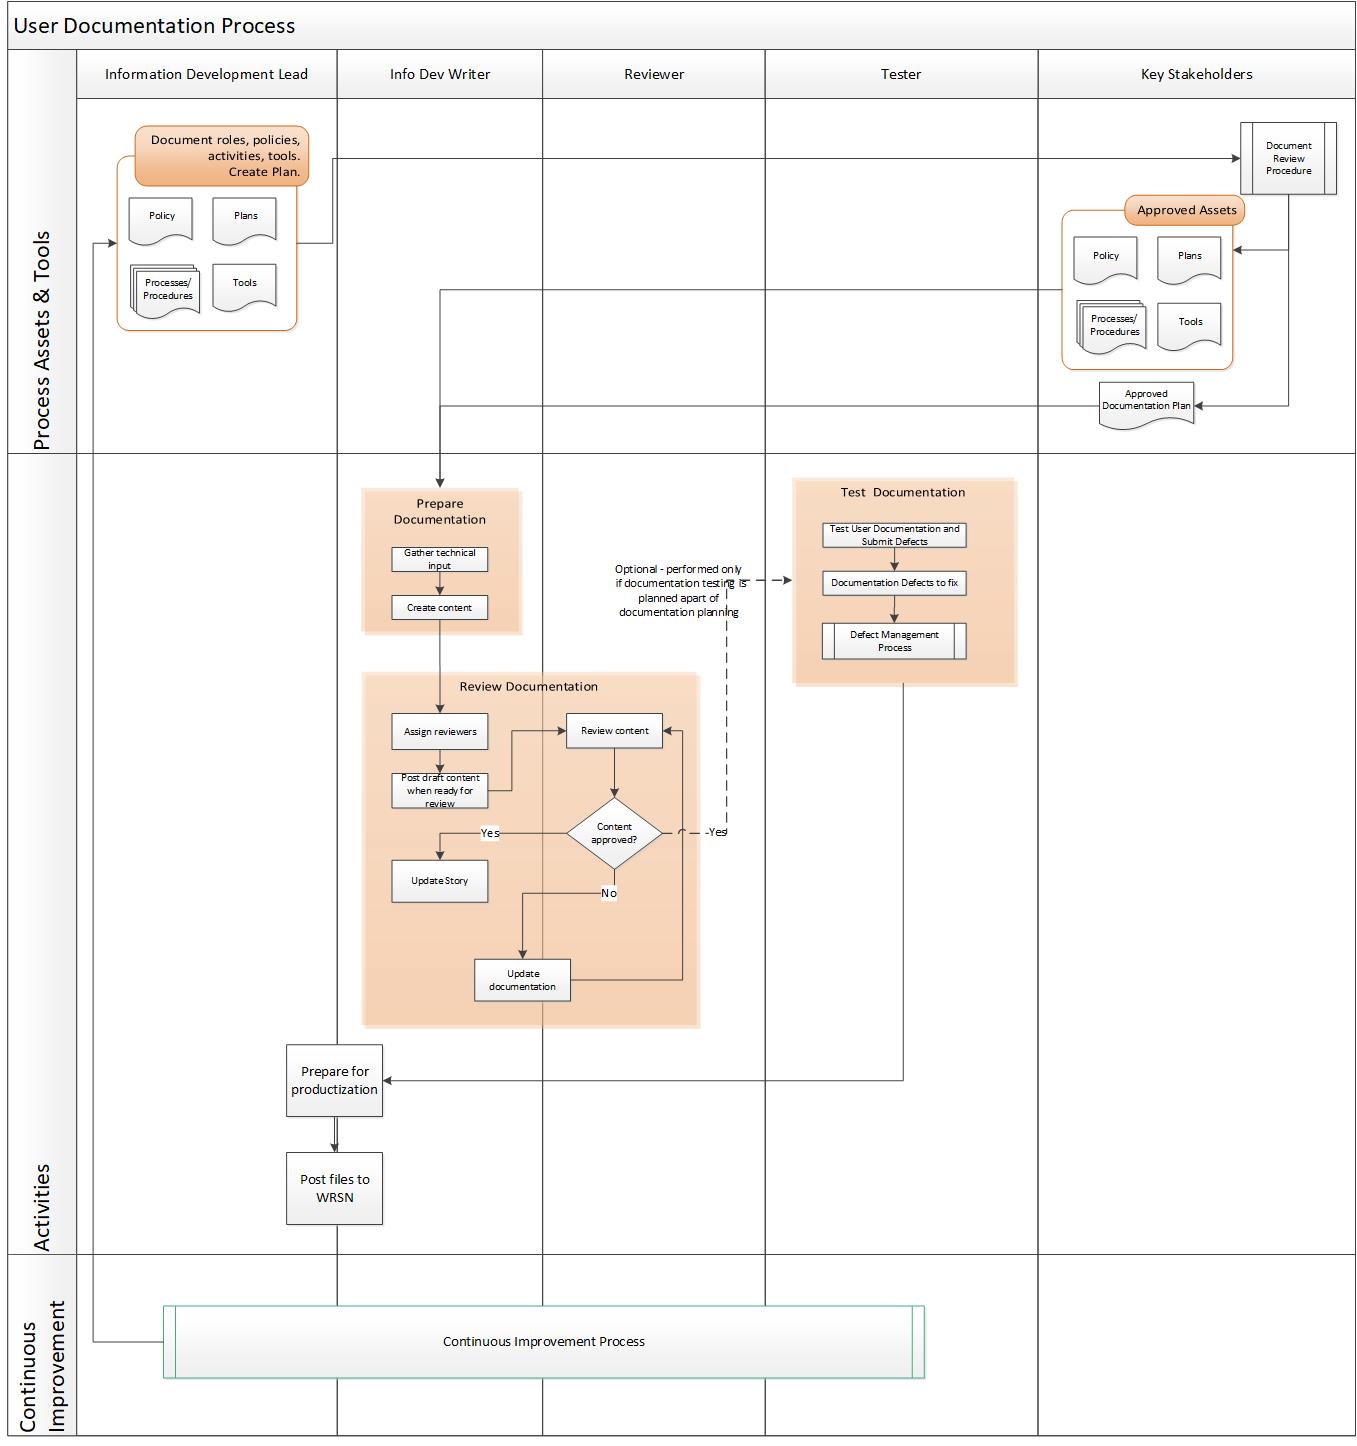 User Documentation Process
Information Development Lead
Info Dev Writer
Reviewer
Tester
Key Stakeholders
Process Assets & Tools
Document roles, policies,
activities, tools.
Create Plan.
Policy
Plans
Processes/
Procedures
Tools
Document
Review
Procedure
Approved Assets
Policy
Plans
Processes/
Procedures
Tools
Approved
Documentation Plan
Activities
Prepare
Documentation
Gather technical
input
Create content
Optional - performed only
if documentation testing is
planned apart of
documentation planning
Test Documentation
Test User Documentation and
Submit Defects
Documentation Defects to fix
Defect Management
Process
Review Documentation
Assign reviewers
Review content
Post draft content
when ready for
review
Content
approved?
Yes
Yes
Update Story
No
Update
documentation
Prepare for
productization
Post files to
WRSN
Continuous
Improvement
Continuous Improvement Process